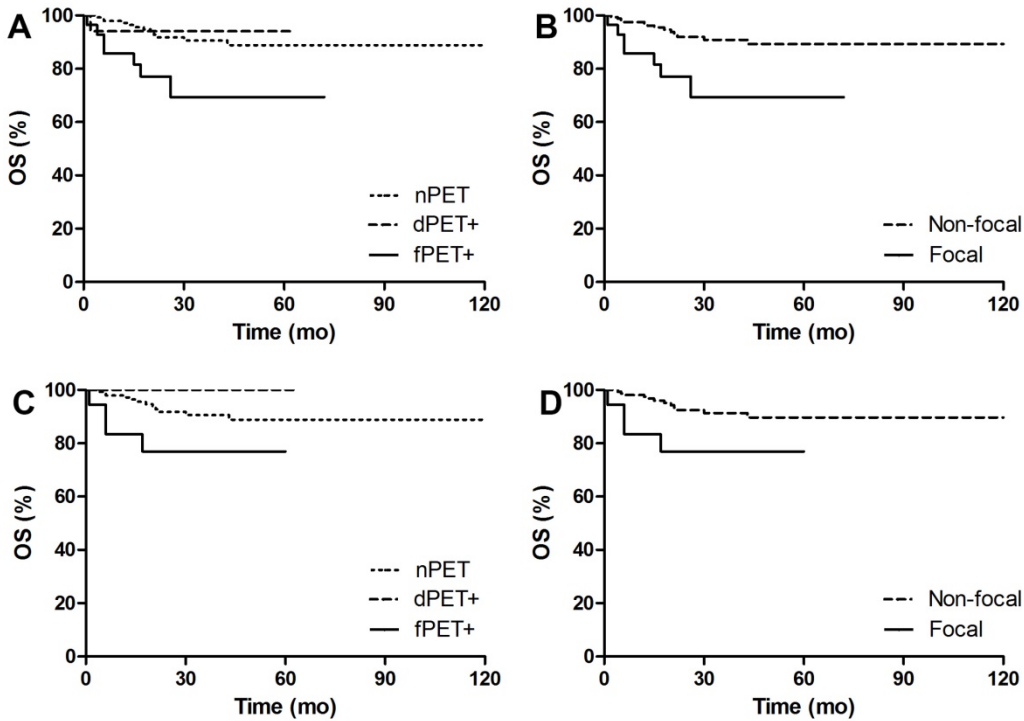 A
OS (%)
100
80
60
40
20
0
nPET
dPET+
fPET+
0 30 60 90 120
Time (mo)
B
OS (%)
100
80
60
40
20
0
Non-focal
Focal
0 30 60 90 120
Time (mo)
C
OS (%)
100
80
60
40
20
0
nPET
dPET+
fPET+
0 30 60 90 120
Time (mo)
D
OS (%)
100
80
60
40
20
0
Non-focal
Focal
0 30 60 90 120
Time (mo)